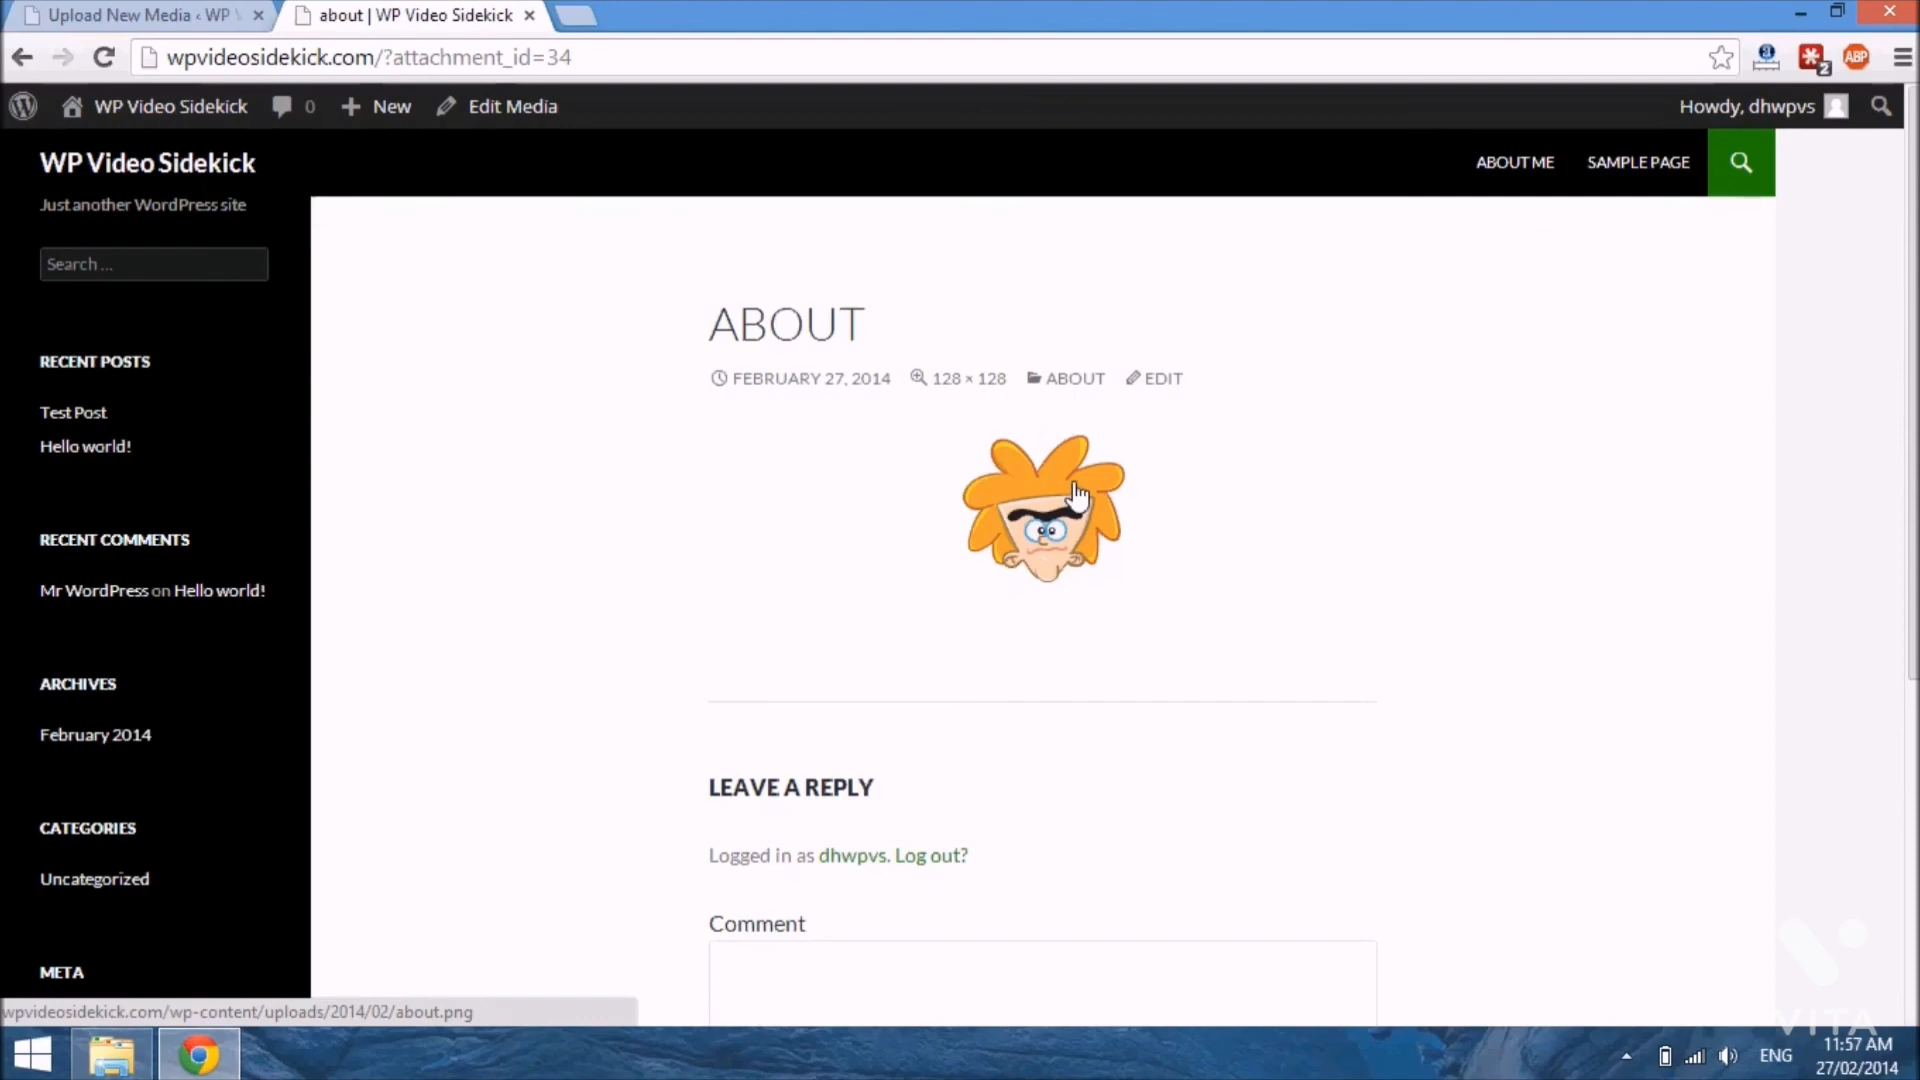 Upload New Media ‹ WP
about | WP Video Sidekick
wpvideosidekick.com/?attachment_id=34
2
ABP
WP Video Sidekick
0
New
Edit Media
Howdy, dhwpvs
WP Video Sidekick
ABOUT ME
SAMPLE PAGE
Just another WordPress site
Search ...
ABOUT
RECENT POSTS
FEBRUARY 27, 2014
128 × 128
ABOUT
EDIT
Test Post
Hello world!
RECENT COMMENTS
Mr WordPress on Hello world!
ARCHIVES
February 2014
LEAVE A REPLY
CATEGORIES
Logged in as dhwpvs. Log out?
Uncategorized
Comment
META
wpvideosidekick.com/wp-content/uploads/2014/02/about.png
VITA
ENG
11:57 AM
27/02/2014